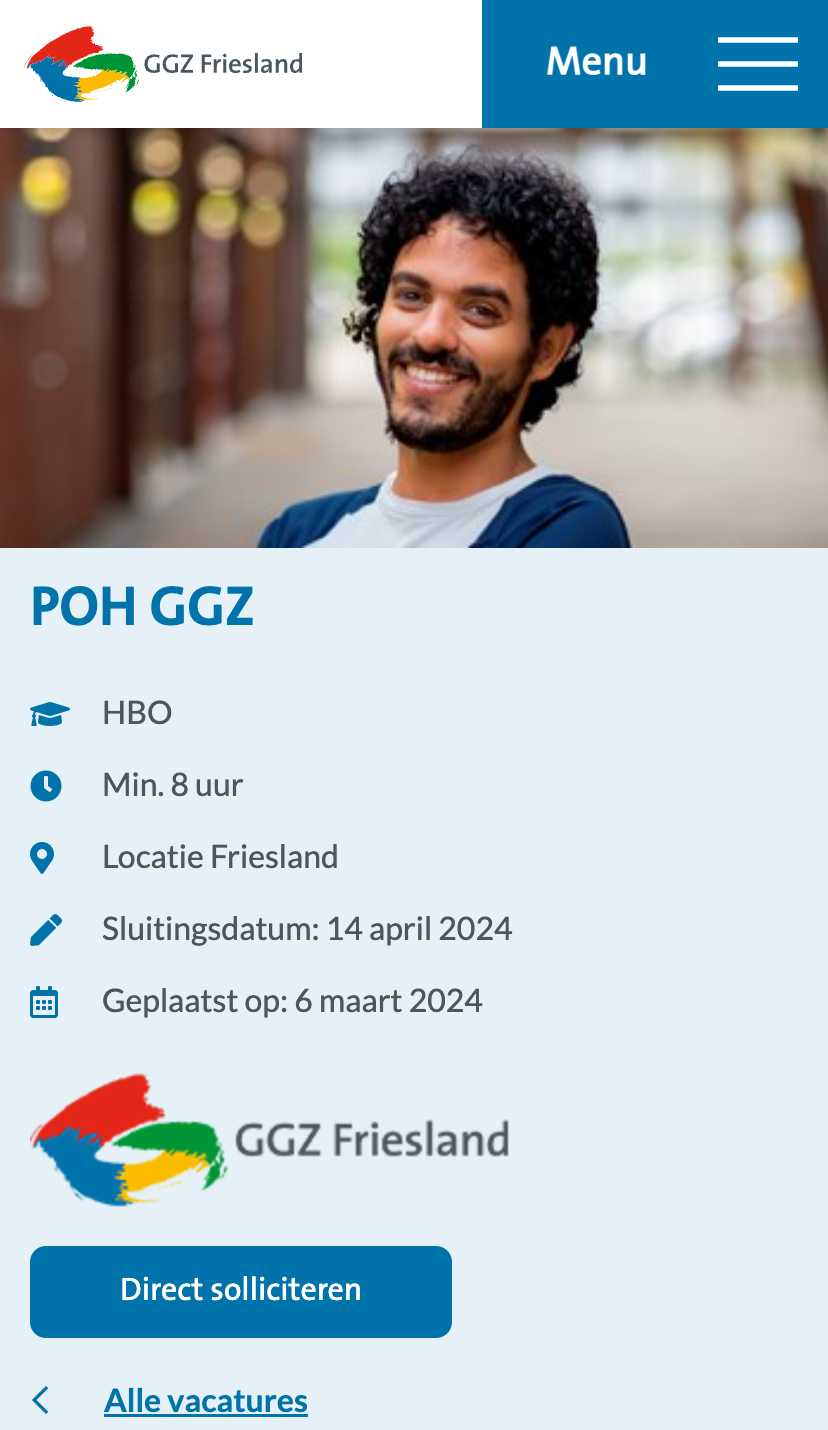 GGZ Friesland
Menu
POH GGZ
HBO
Min. 8 uur
Locatie Friesland
Sluitingsdatum: 14 april 2024
Geplaatst op: 6 maart 2024
GGZ Friesland
Direct solliciteren
Alle vacatures